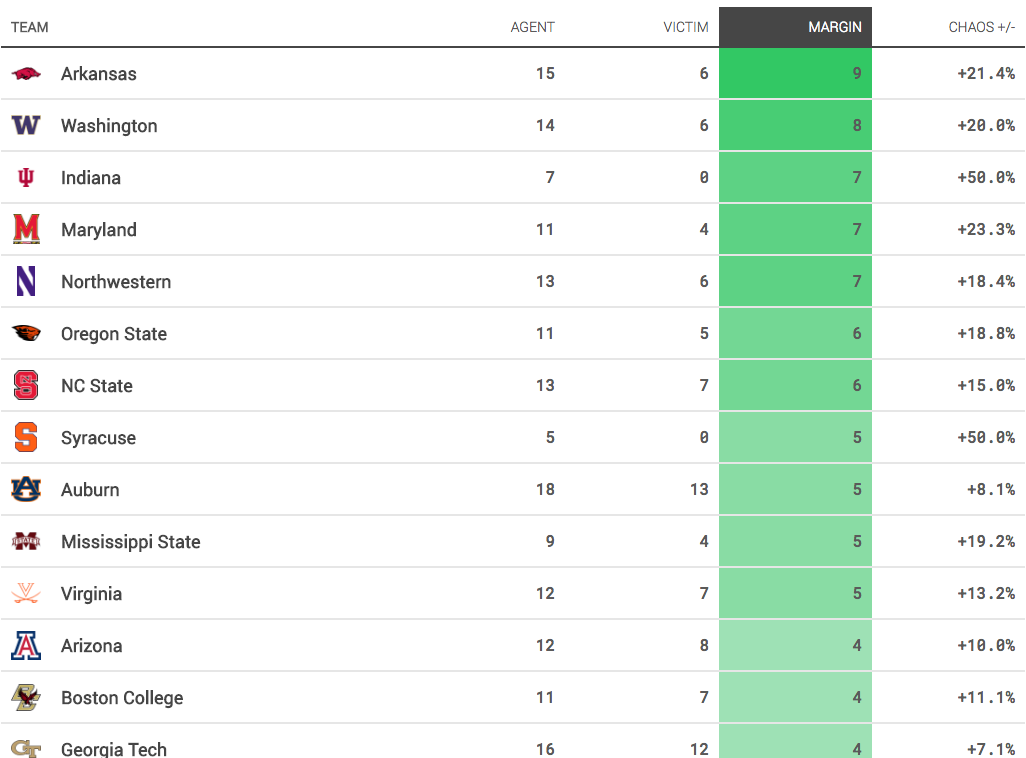 TEAM AGENT VICTIM MARGIN CHAOS +/-
Arkansas 15 6 9 +21.4%
W Washington 14 6 8 +20.0%
Indiana 7 0 7 +50.0%
M Maryland 11 4 7 +23.3%
N Northwestern 13 6 7 +18.4%
Oregon State 11 5 6 +18.8%
S NC State 13 7 6 +15.0%
S Syracuse 5 0 5 +50.0%
AU Auburn 18 13 5 +8.1%
M STATE Mississippi State 9 4 5 +19.2%
V Virginia 12 7 5 +13.2%
A Arizona 12 8 4 +10.0%
BC Boston College 11 7 4 +11.1%
GT Georgia Tech 16 12 4 +7.1%